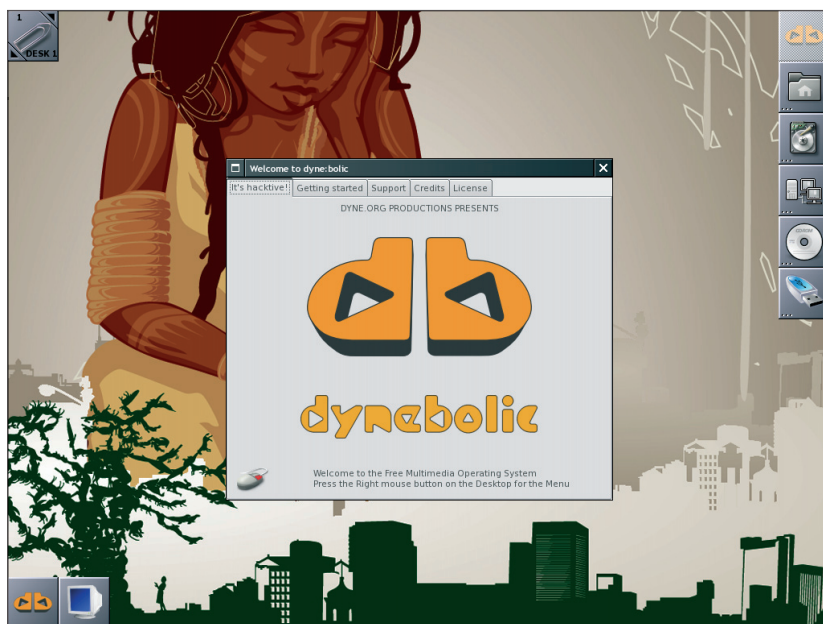 1
DESK 1
Welcome to dyne:bolic
It's hacktive! Getting started Support Credits License
DYNE.ORG PRODUCTIONS PRESENTS
dynebolic
Welcome to the Free Multimedia Operating System
Press the Right mouse button on the Desktop for the Menu